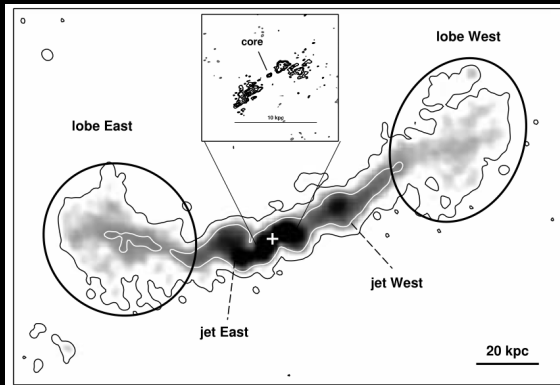 lobe West
core
10 kpc
lobe East
jet West
jet East
20 kpc